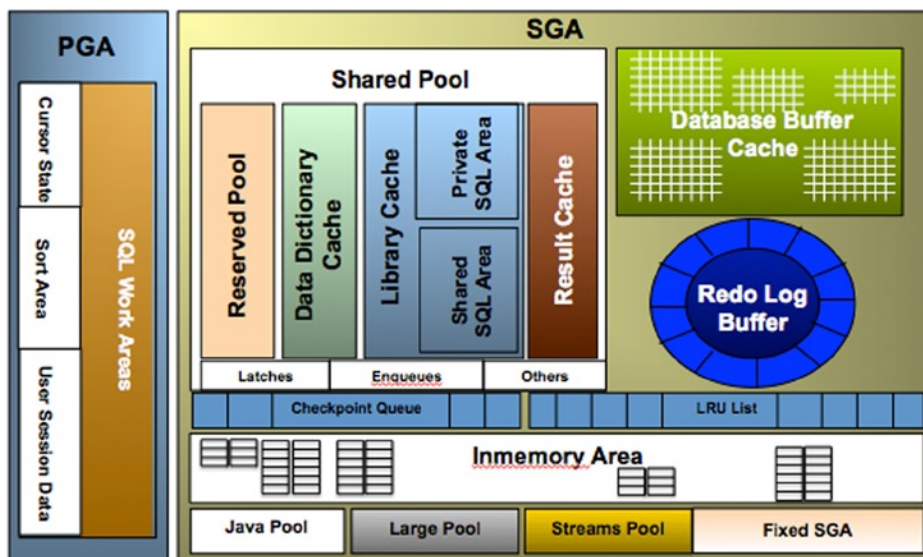 PGA
Cursor State
Sort Area
User Session Data
SQL Work Areas
SGA
Shared Pool
Reserved Pool
Data Dictionary
Cache
Library Cache
Private
SQL Area
Shared
SQL Area
Result Cache
Latches
Enqueues
Others
Database Buffer
Cache
Redo Log
Buffer
Checkpoint Queue
LRU List
Inmemory Area
Java Pool
Large Pool
Streams Pool
Fixed SGA